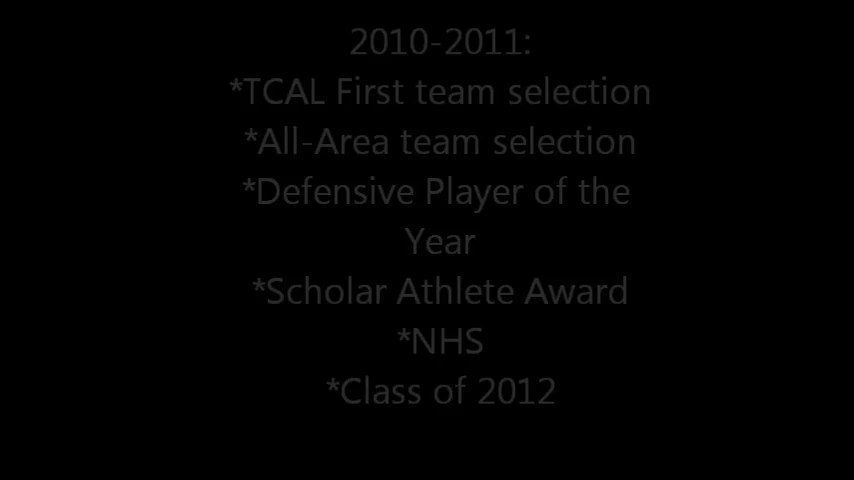 2010-2011:
*TCAL First team selection
*All-Area team selection
*Defensive Player of the
Year
*Scholar Athlete Award
*NHS
*Class of 2012